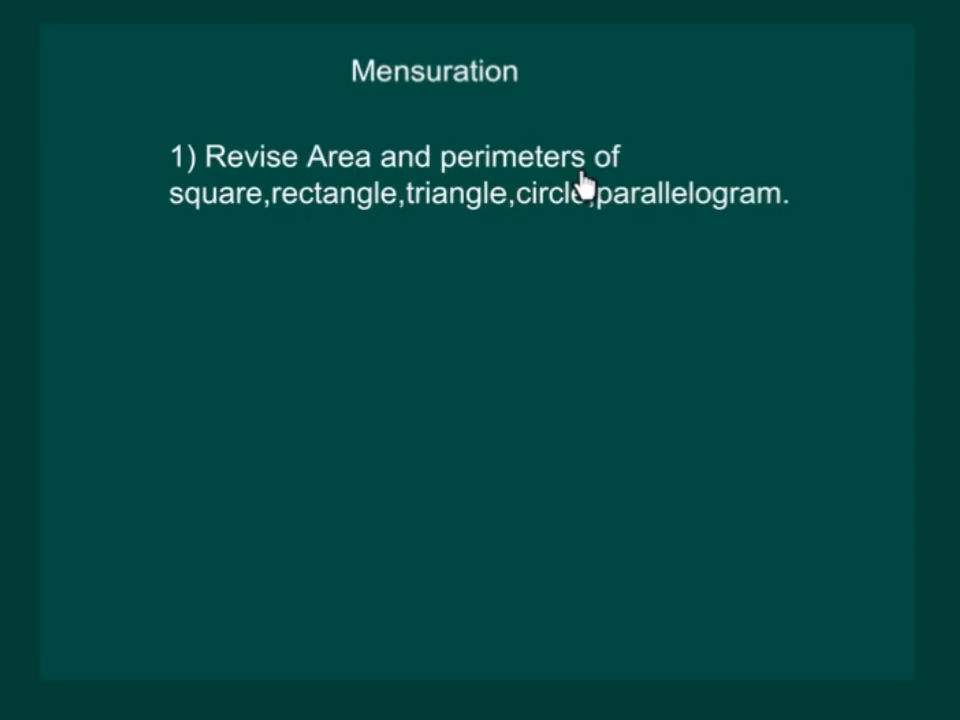 Mensuration
1) Revise Area and perimeters of
square,rectangle,triangle,circle,parallelogram.